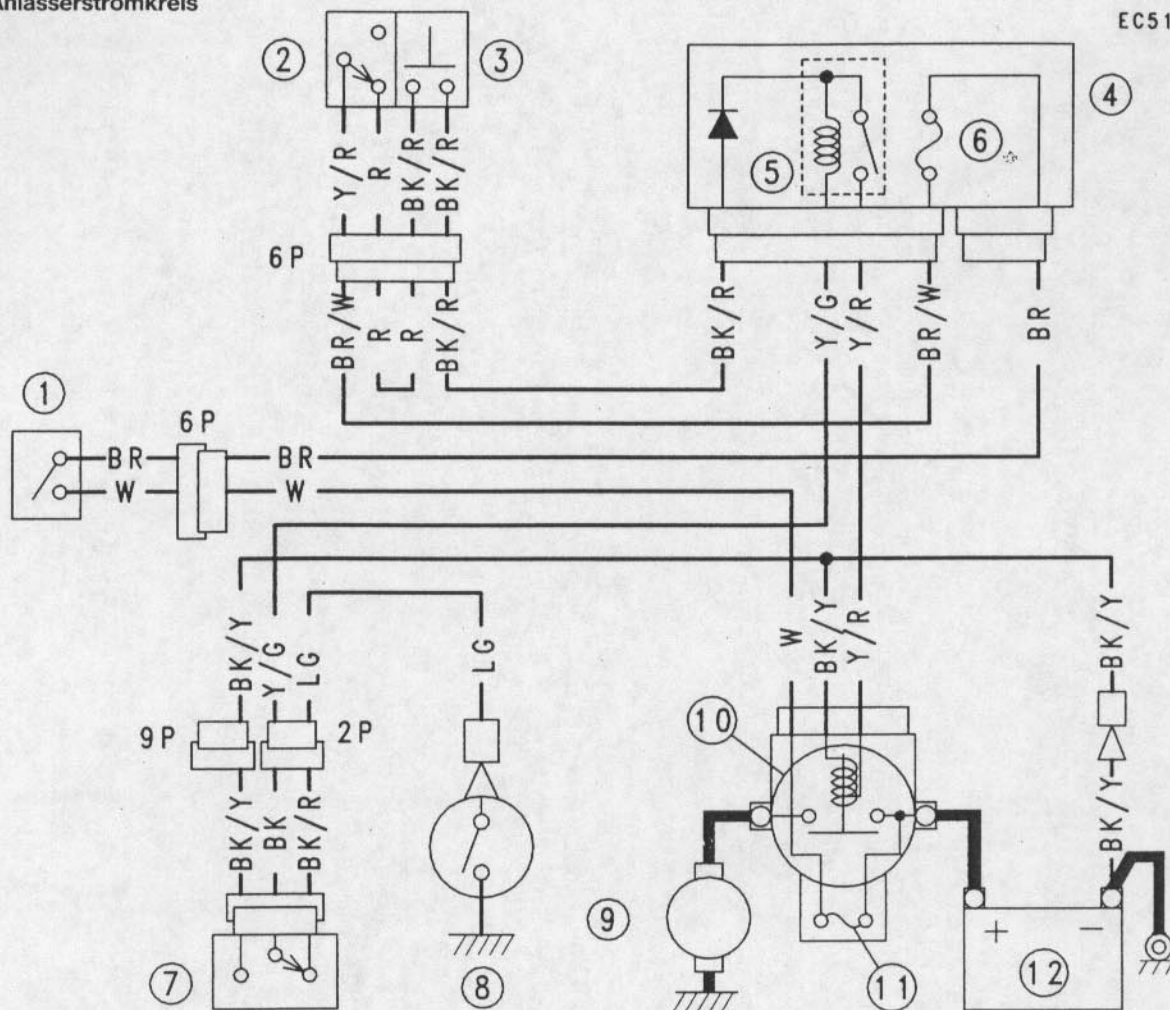 Anlasserstromkreis
EC51
2
3
4
5
6
Y/R
R
BK/R
BK/R
6P
BR/W
R
R
BK/R
BK/R
Y/G
Y/R
BR/W
BR
1
6P
BR
BR
W
W
BK/Y
Y/G
LG
LG
W
BK/Y
Y/R
BK/Y
9P
2P
10
BK/Y
BK
BK/R
BK/Y
7
8
9
11
+
-
12